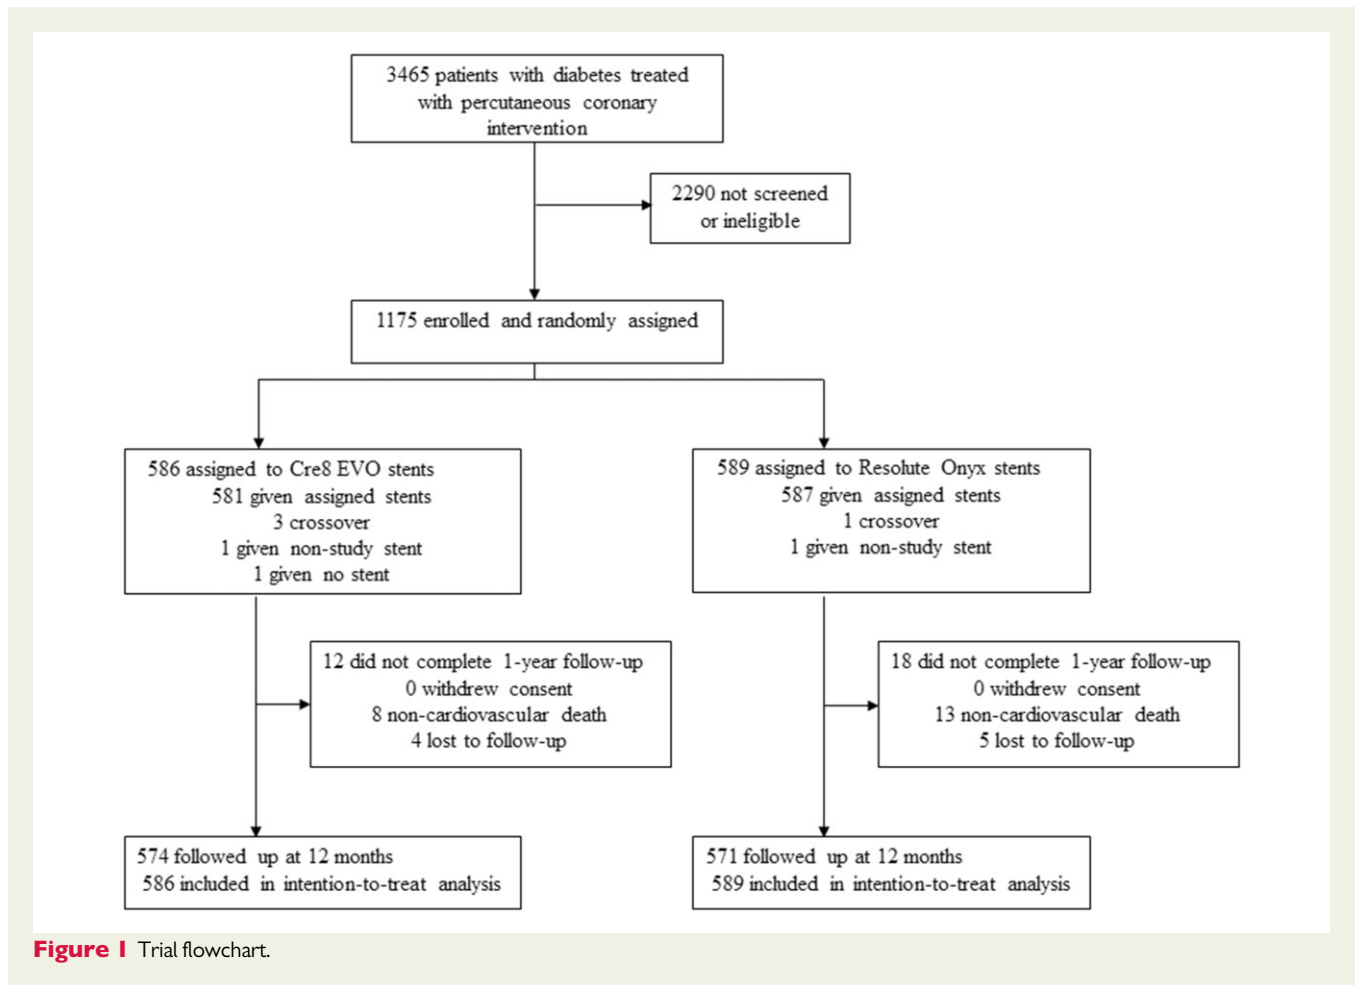 3465 patients with diabetes treated
with percutaneous coronary
intervention
2290 not screened
or ineligible
1175 enrolled and randomly assigned
586 assigned to Cre8 EVO stents
581 given assigned stents
3 crossover
1 given non-study stent
1 given no stent
589 assigned to Resolute Onyx stents
587 given assigned stents
1 crossover
1 given non-study stent
12 did not complete 1-year follow-up
0 withdrew consent
8 non-cardiovascular death
4 lost to follow-up
18 did not complete 1-year follow-up
0 withdrew consent
13 non-cardiovascular death
5 lost to follow-up
574 followed up at 12 months
586 included in intention-to-treat analysis
571 followed up at 12 months
589 included in intention-to-treat analysis
Figure 1 Trial flowchart.